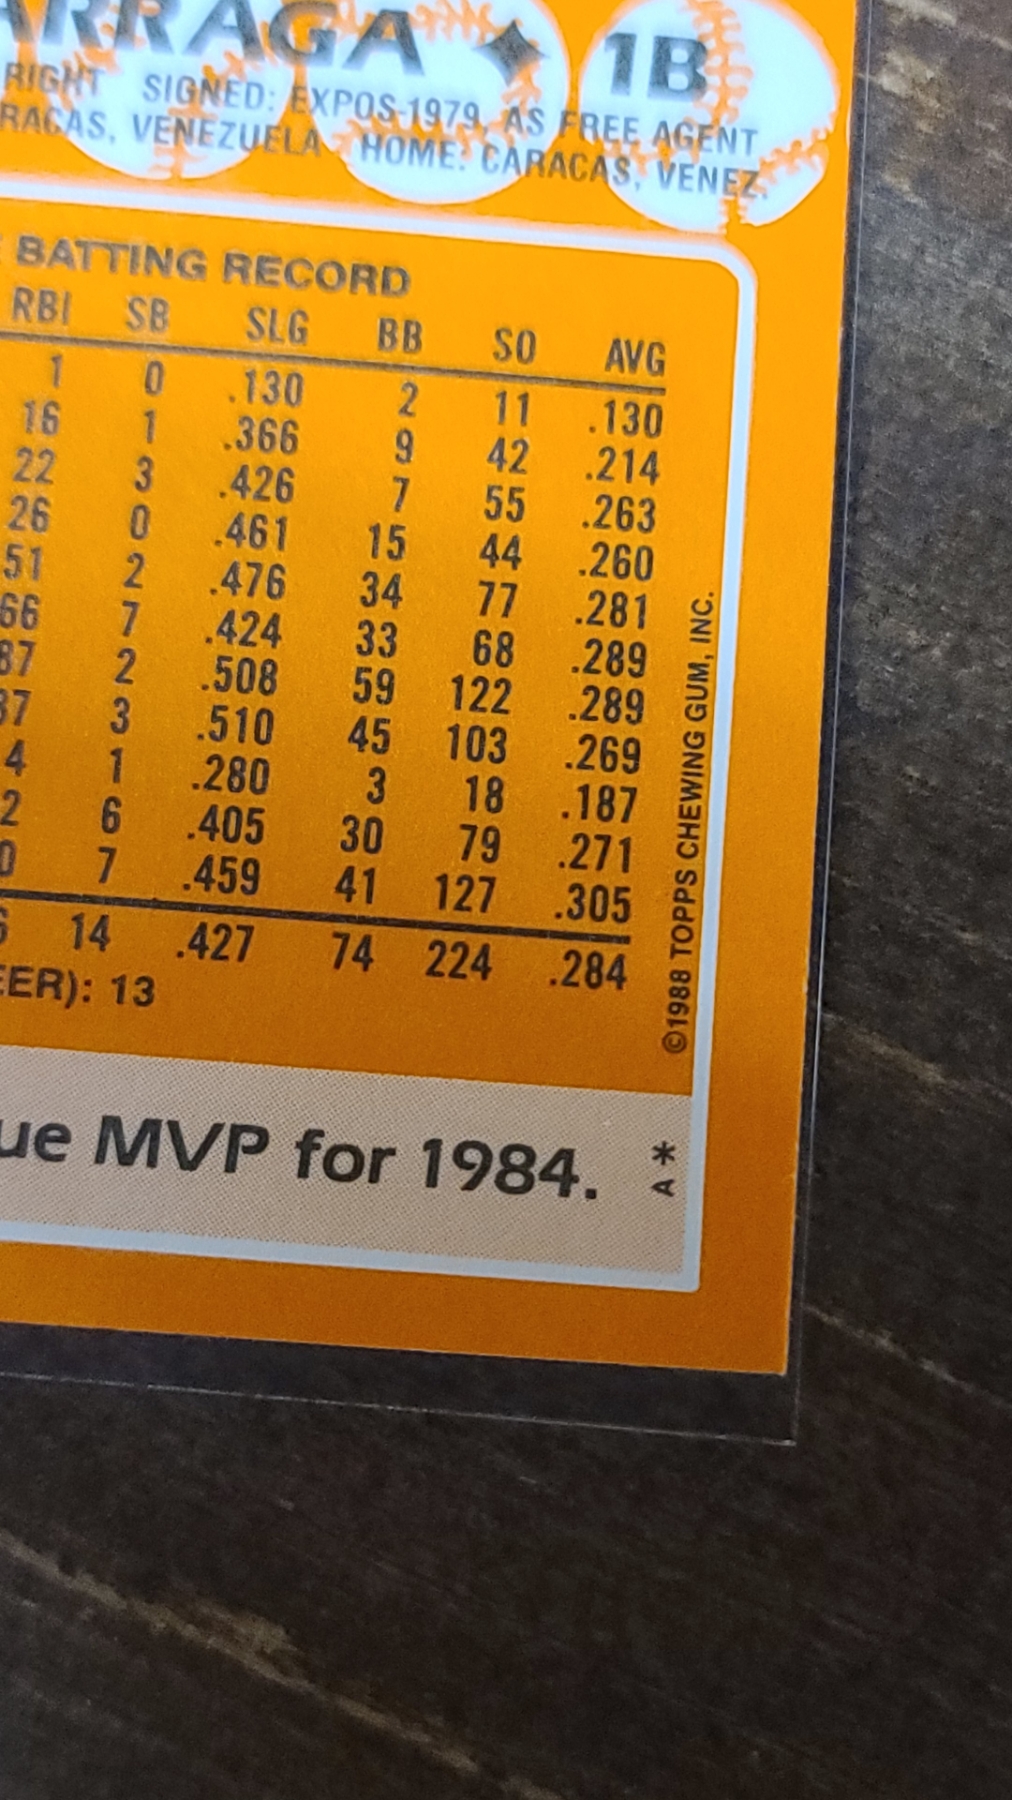 ARRAGA 1B
RIGHT SIGNED: EXPOS-1979, AS FREE AGENT
RACAS, VENEZUELA HOME: CARACAS, VENEZ.
BATTING RECORD
RBI SB SLG BB SO AVG
1 0 .130 2 11 .130
16 1 .366 9 42 .214
22 3 .426 7 55 .263
26 0 .461 15 44 .260
51 2 .476 34 77 .281
66 7 .424 33 68 .289
87 2 .508 59 122 .289
87 3 .510 45 103 .269
4 1 .280 3 18 .187
2 6 .405 30 79 .271
0 7 .459 41 127 .305
6 14 .427 74 224 .284
EER): 13
©1988 TOPPS CHEWING GUM, INC.
ue MVP for 1984.
A *